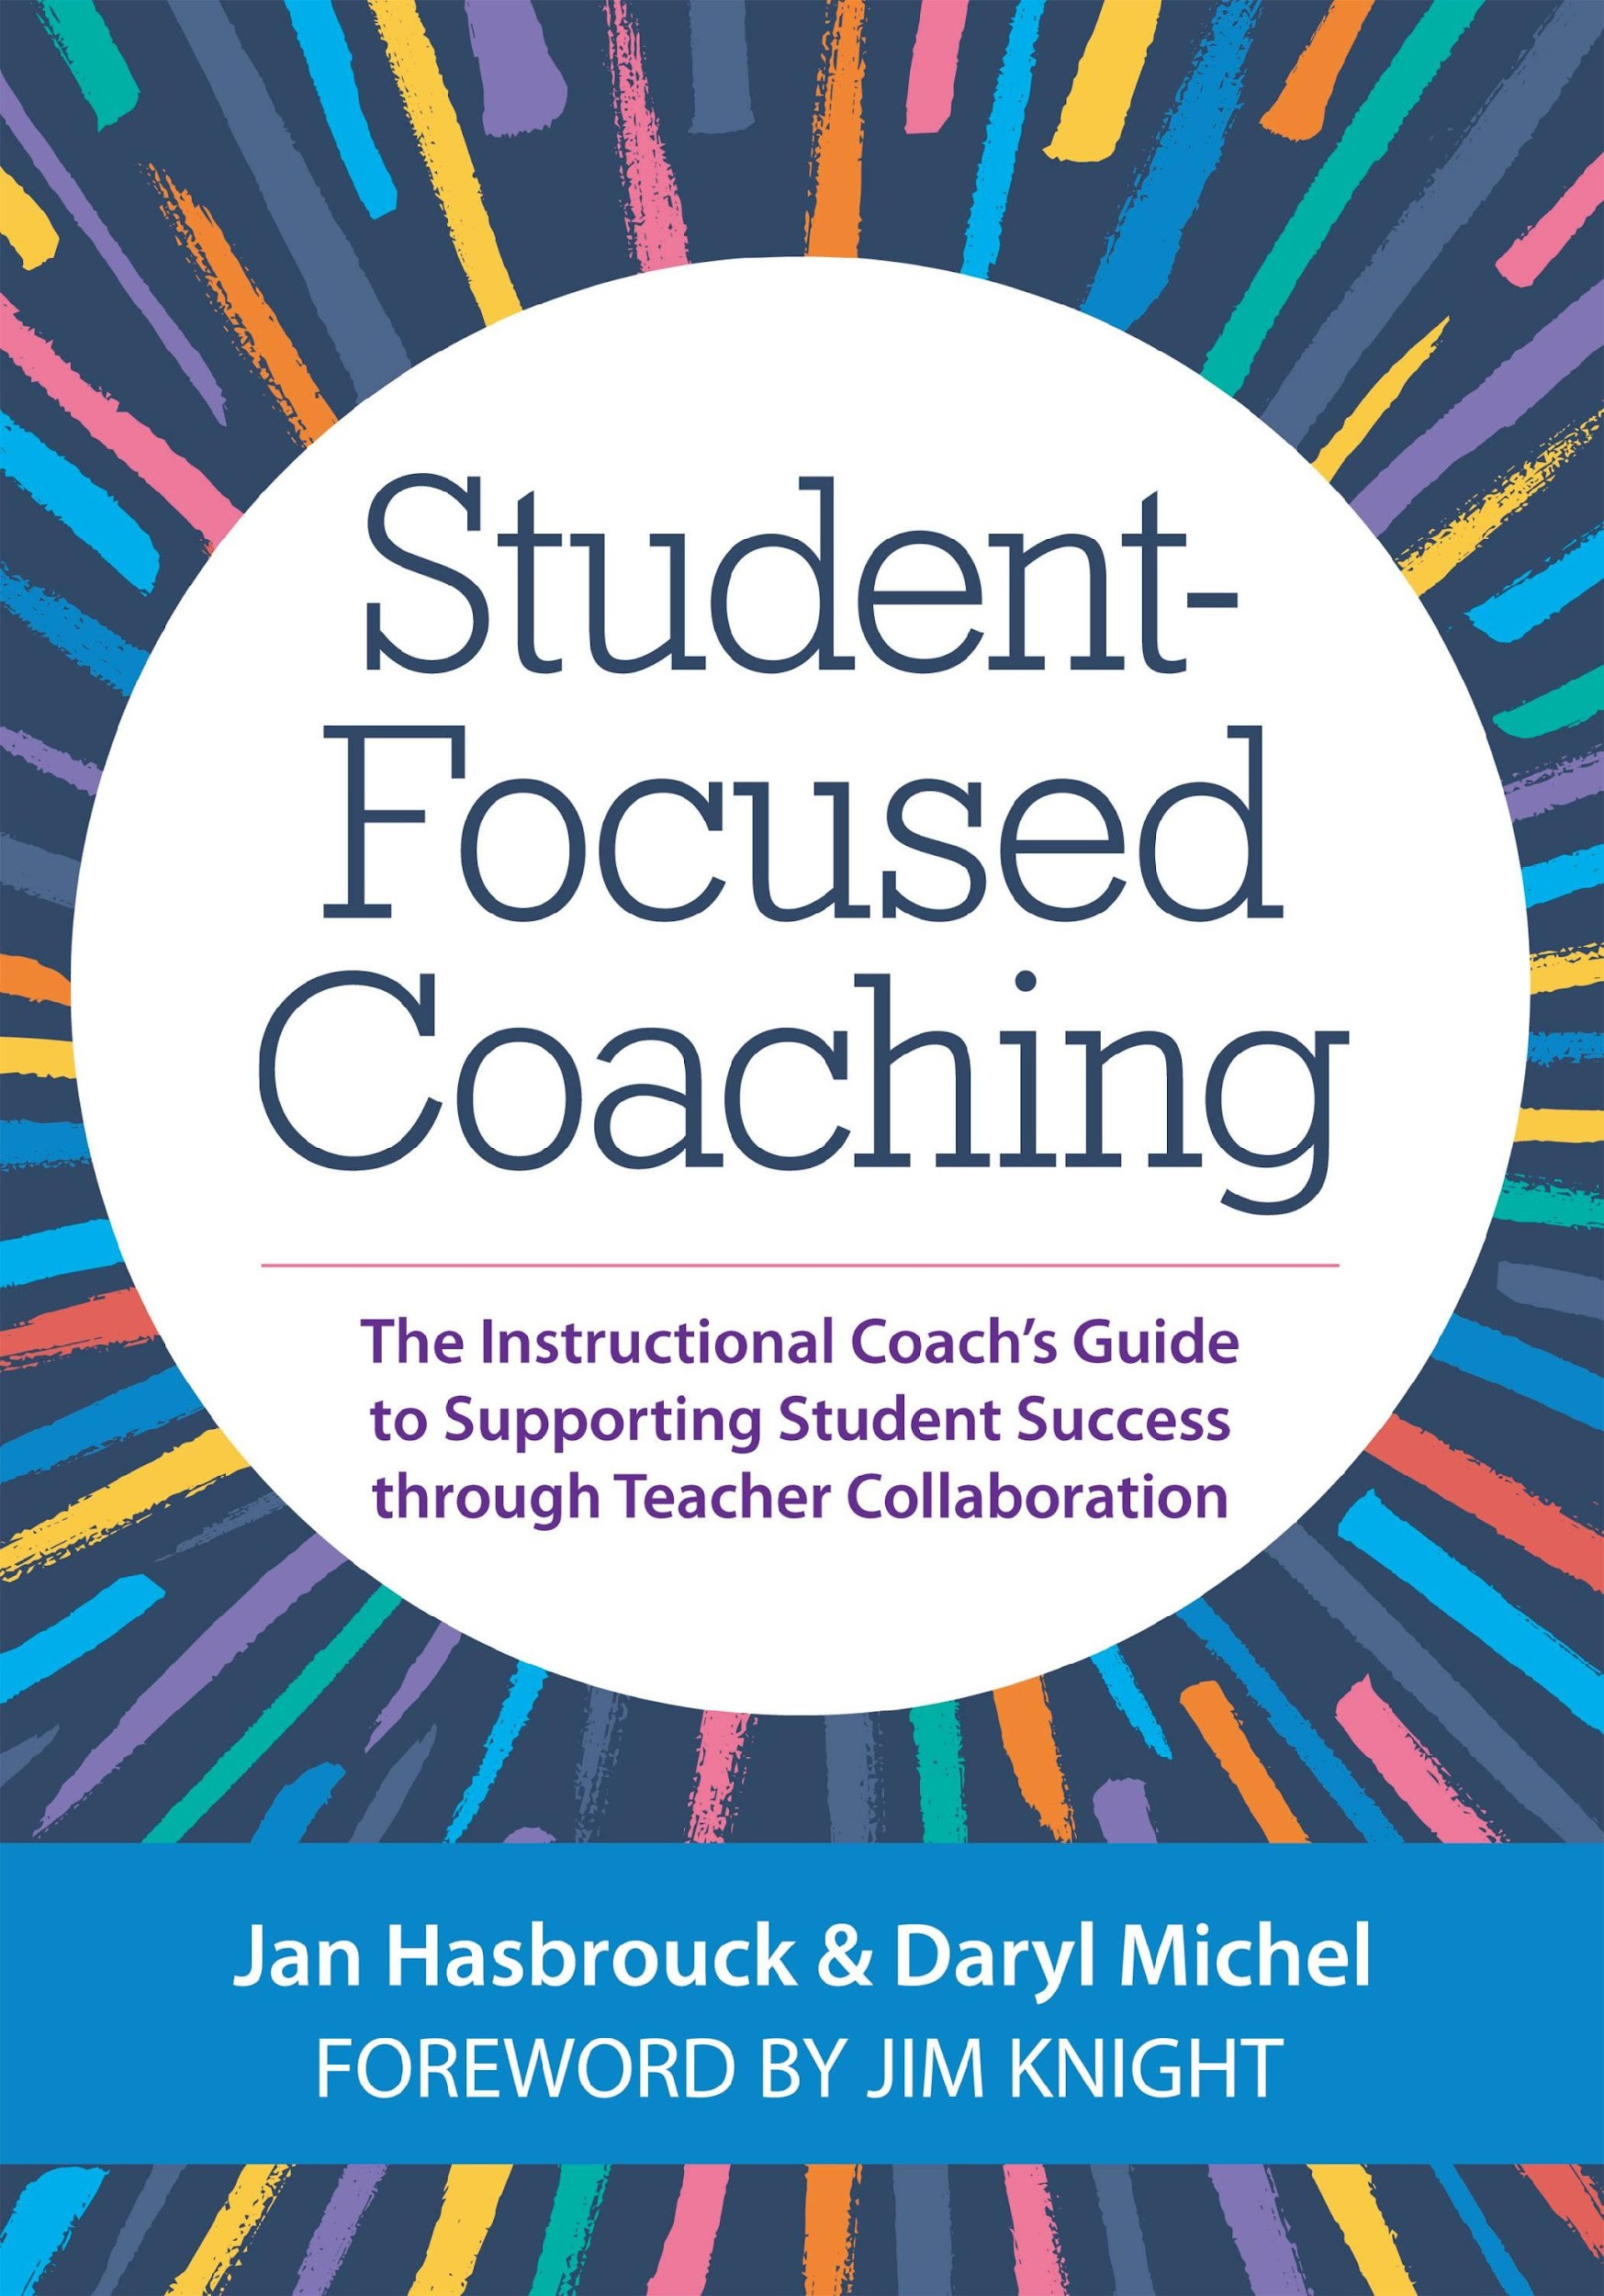 Student-
Focused
Coaching
The Instructional Coach’s Guide
to Supporting Student Success
through Teacher Collaboration
Jan Hasbrouck & Daryl Michel
FOREWORD BY JIM KNIGHT